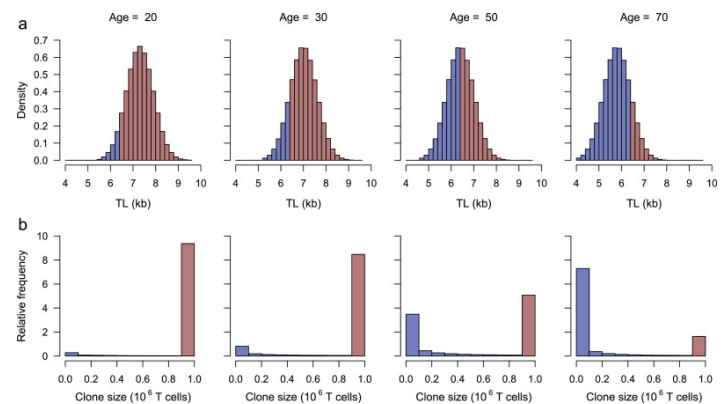 a
Age = 20 Age = 30 Age = 50 Age = 70
Density
0.7
0.6
0.5
0.4
0.3
0.2
0.1
0.0
4 5 6 7 8 9 10 4 5 6 7 8 9 10 4 5 6 7 8 9 10 4 5 6 7 8 9 10
TL (kb) TL (kb) TL (kb) TL (kb)
b
Relative frequency
10
8
6
4
2
0
0.0 0.2 0.4 0.6 0.8 1.0 0.0 0.2 0.4 0.6 0.8 1.0 0.0 0.2 0.4 0.6 0.8 1.0 0.0 0.2 0.4 0.6 0.8 1.0
Clone size (10⁶ T cells) Clone size (10⁶ T cells) Clone size (10⁶ T cells) Clone size (10⁶ T cells)